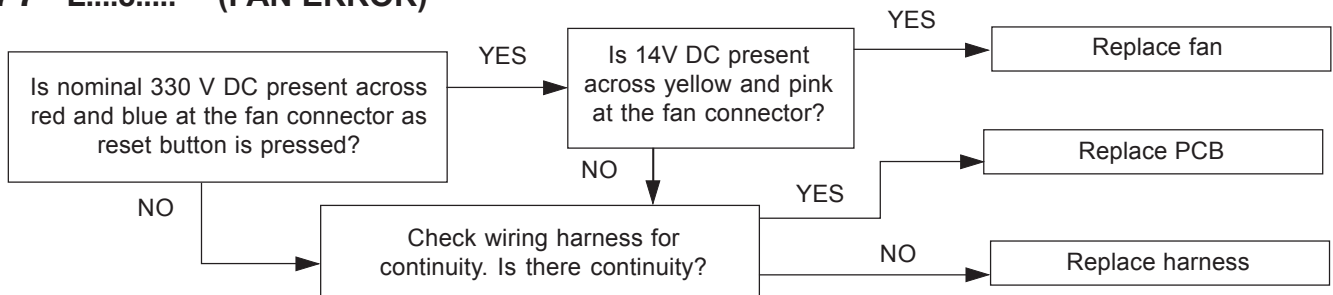 (FAN ERROR)
YES
Is nominal 330 V DC present across
red and blue at the fan connector as
reset button is pressed?
Is 14V DC present
across yellow and pink
at the fan connector?
YES
Replace fan
NO
NO
Check wiring harness for
continuity. Is there continuity?
YES
Replace PCB
NO
Replace harness